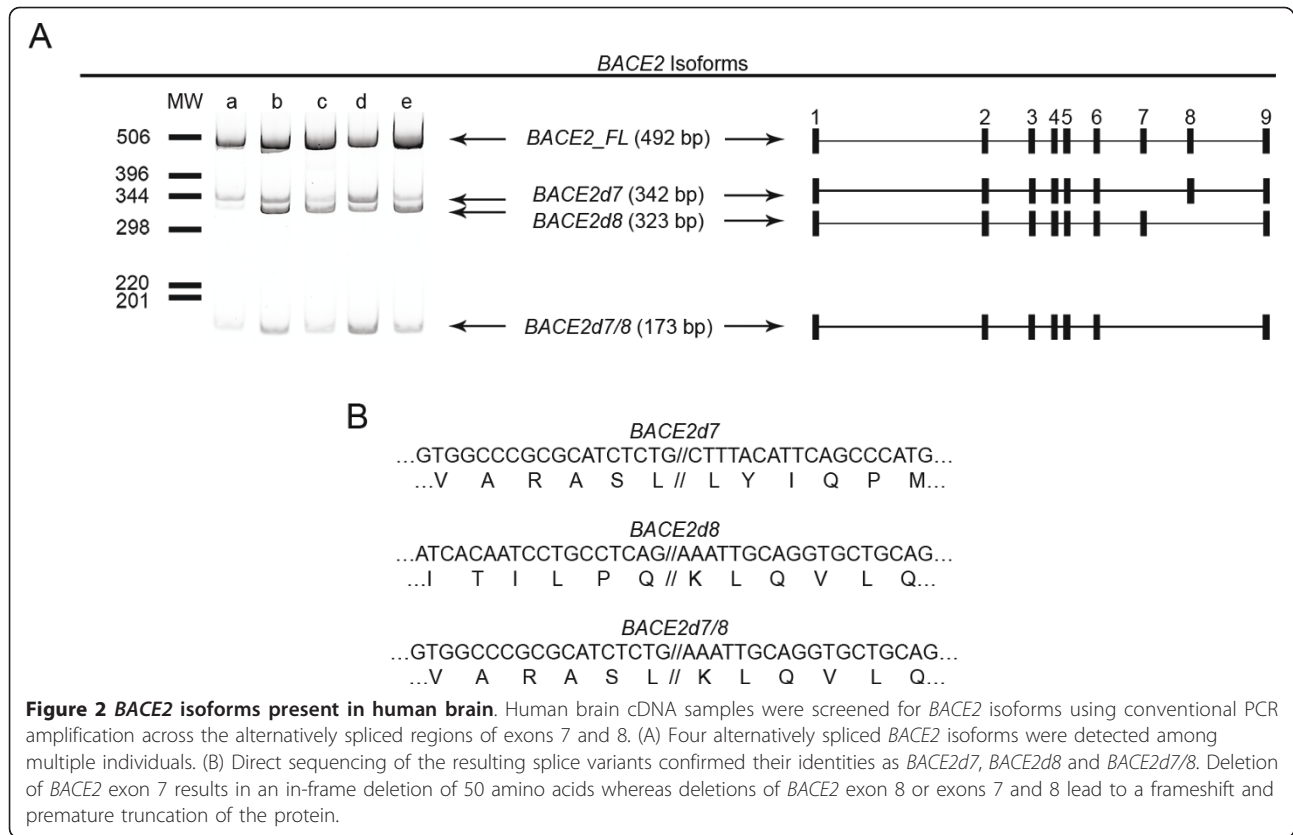 A
BACE2 Isoforms
MW a b c d e
1 2 3 4 5 6 7 8 9
506
396
344
298
220
201
BACE2_FL (492 bp)
BACE2d7 (342 bp)
BACE2d8 (323 bp)
BACE2d7/8 (173 bp)
B
BACE2d7
...GTGGCCCGCGCATCTCTG//CTTTACATTCAGCCCATG...
...V A R A S L // L Y I Q P M...
BACE2d8
...ATCACAATCCTGCCTCAG//AAATTGCAGGTGCTGCAG...
...I T I L P Q // K L Q V L Q...
BACE2d7/8
...GTGGCCCGCGCATCTCTG//AAATTGCAGGTGCTGCAG...
...V A R A S L // K L Q V L Q...
Figure 2 BACE2 isoforms present in human brain. Human brain cDNA samples were screened for BACE2 isoforms using conventional PCR
amplification across the alternatively spliced regions of exons 7 and 8. (A) Four alternatively spliced BACE2 isoforms were detected among
multiple individuals. (B) Direct sequencing of the resulting splice variants confirmed their identities as BACE2d7, BACE2d8 and BACE2d7/8. Deletion
of BACE2 exon 7 results in an in-frame deletion of 50 amino acids whereas deletions of BACE2 exon 8 or exons 7 and 8 lead to a frameshift and
premature truncation of the protein.